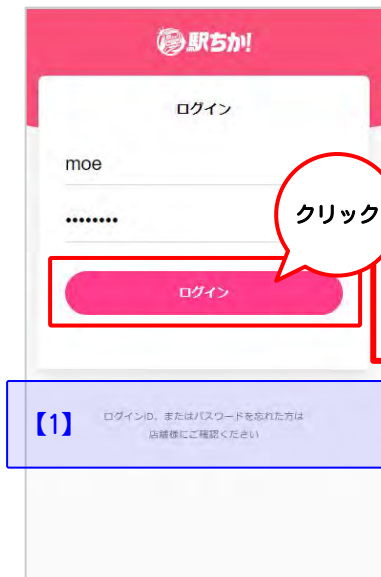 駅ちか!
ログイン
moe
••••••••
クリック
ログイン
【1】
ログインID、またはパスワードを忘れた方は
店舗様にご確認ください